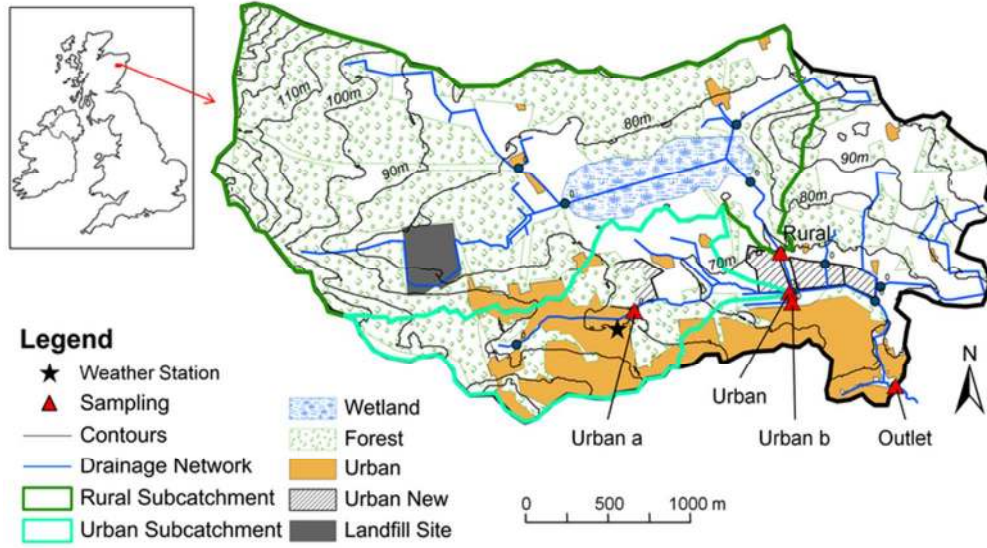 110m
100m
80m
90m
90m
80m
70m
Rural
Legend
Weather Station
Sampling
Contours
Drainage Network
Rural Subcatchment
Urban Subcatchment
Wetland
Forest
Urban
Urban New
Landfill Site
Urban a
Urban
Urban b
Outlet
N
0 500 1000 m